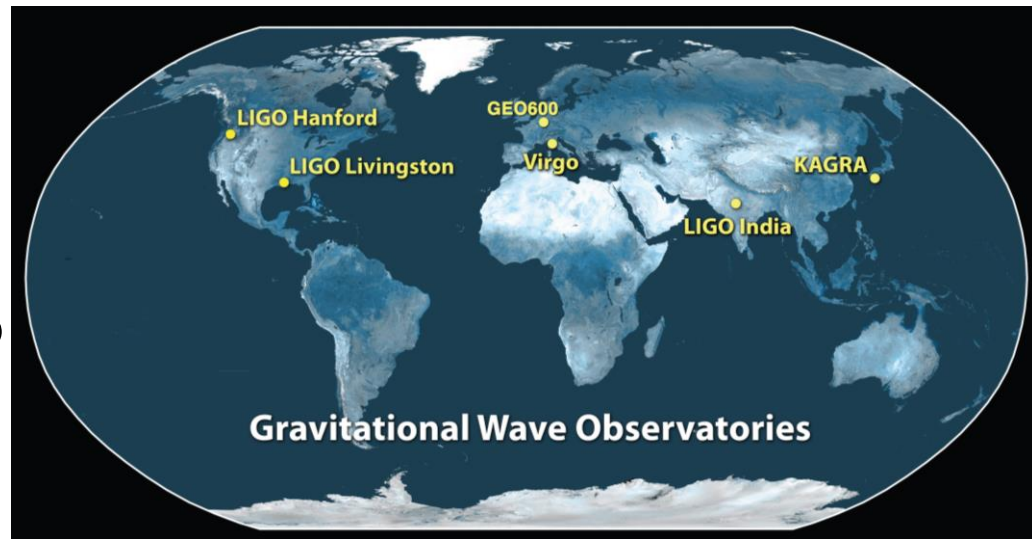 GEO600
LIGO Hanford
LIGO Livingston
Virgo
KAGRA
LIGO India
Gravitational Wave Observatories
)